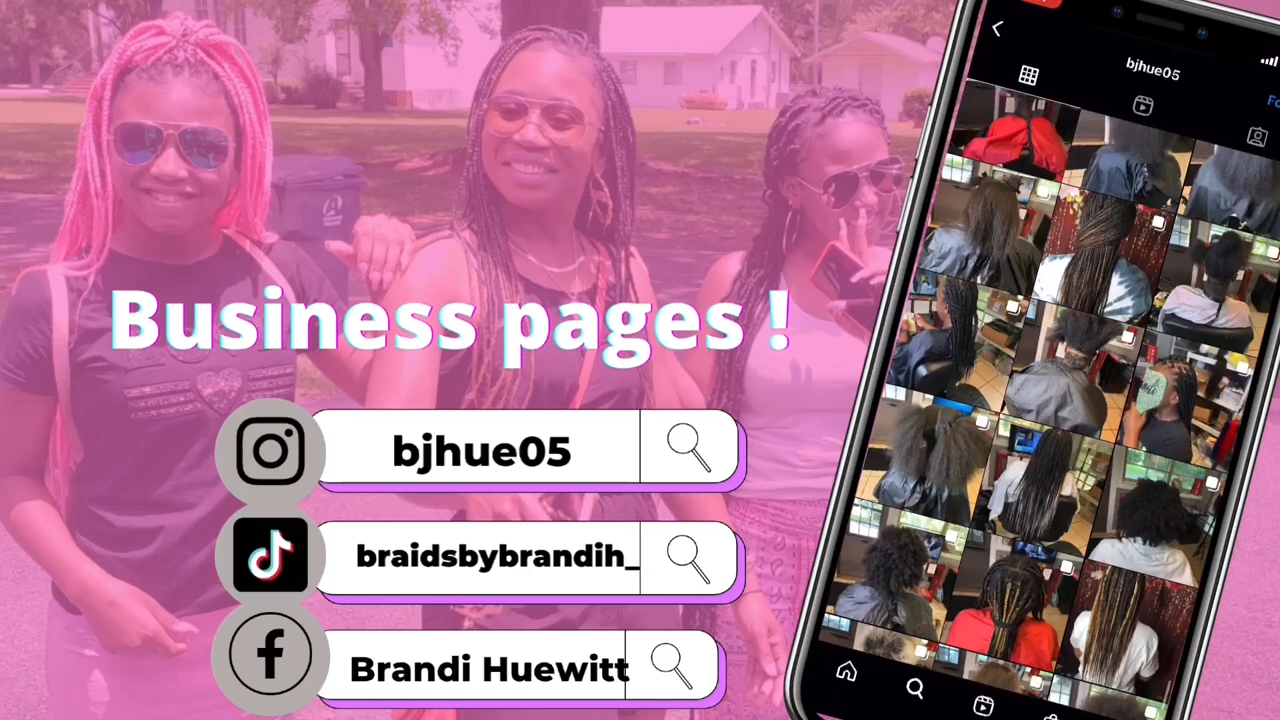 Business pages !
bjhue05
braidsbybrandih_
Brandi Huewitt
bjhue05